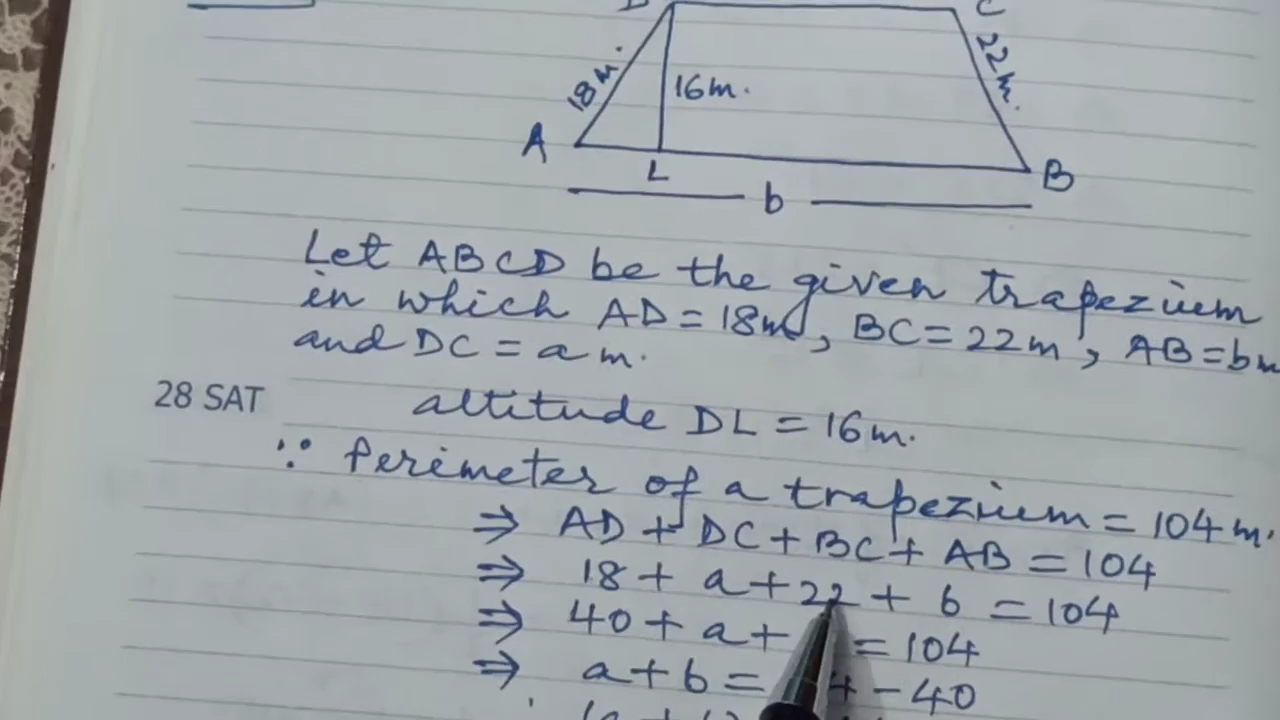 D C
18m. 16m. 22m.
A L B
b
Let ABCD be the given trapezium
in which AD = 18m, BC = 22m, AB = bm
and DC = a m.
28 SAT altitude DL = 16m.
∵ Perimeter of a trapezium = 104 m.
⇒ AD + DC + BC + AB = 104
⇒ 18 + a + 22 + b = 104
⇒ 40 + a + = 104
⇒ a + b = 4 - 40